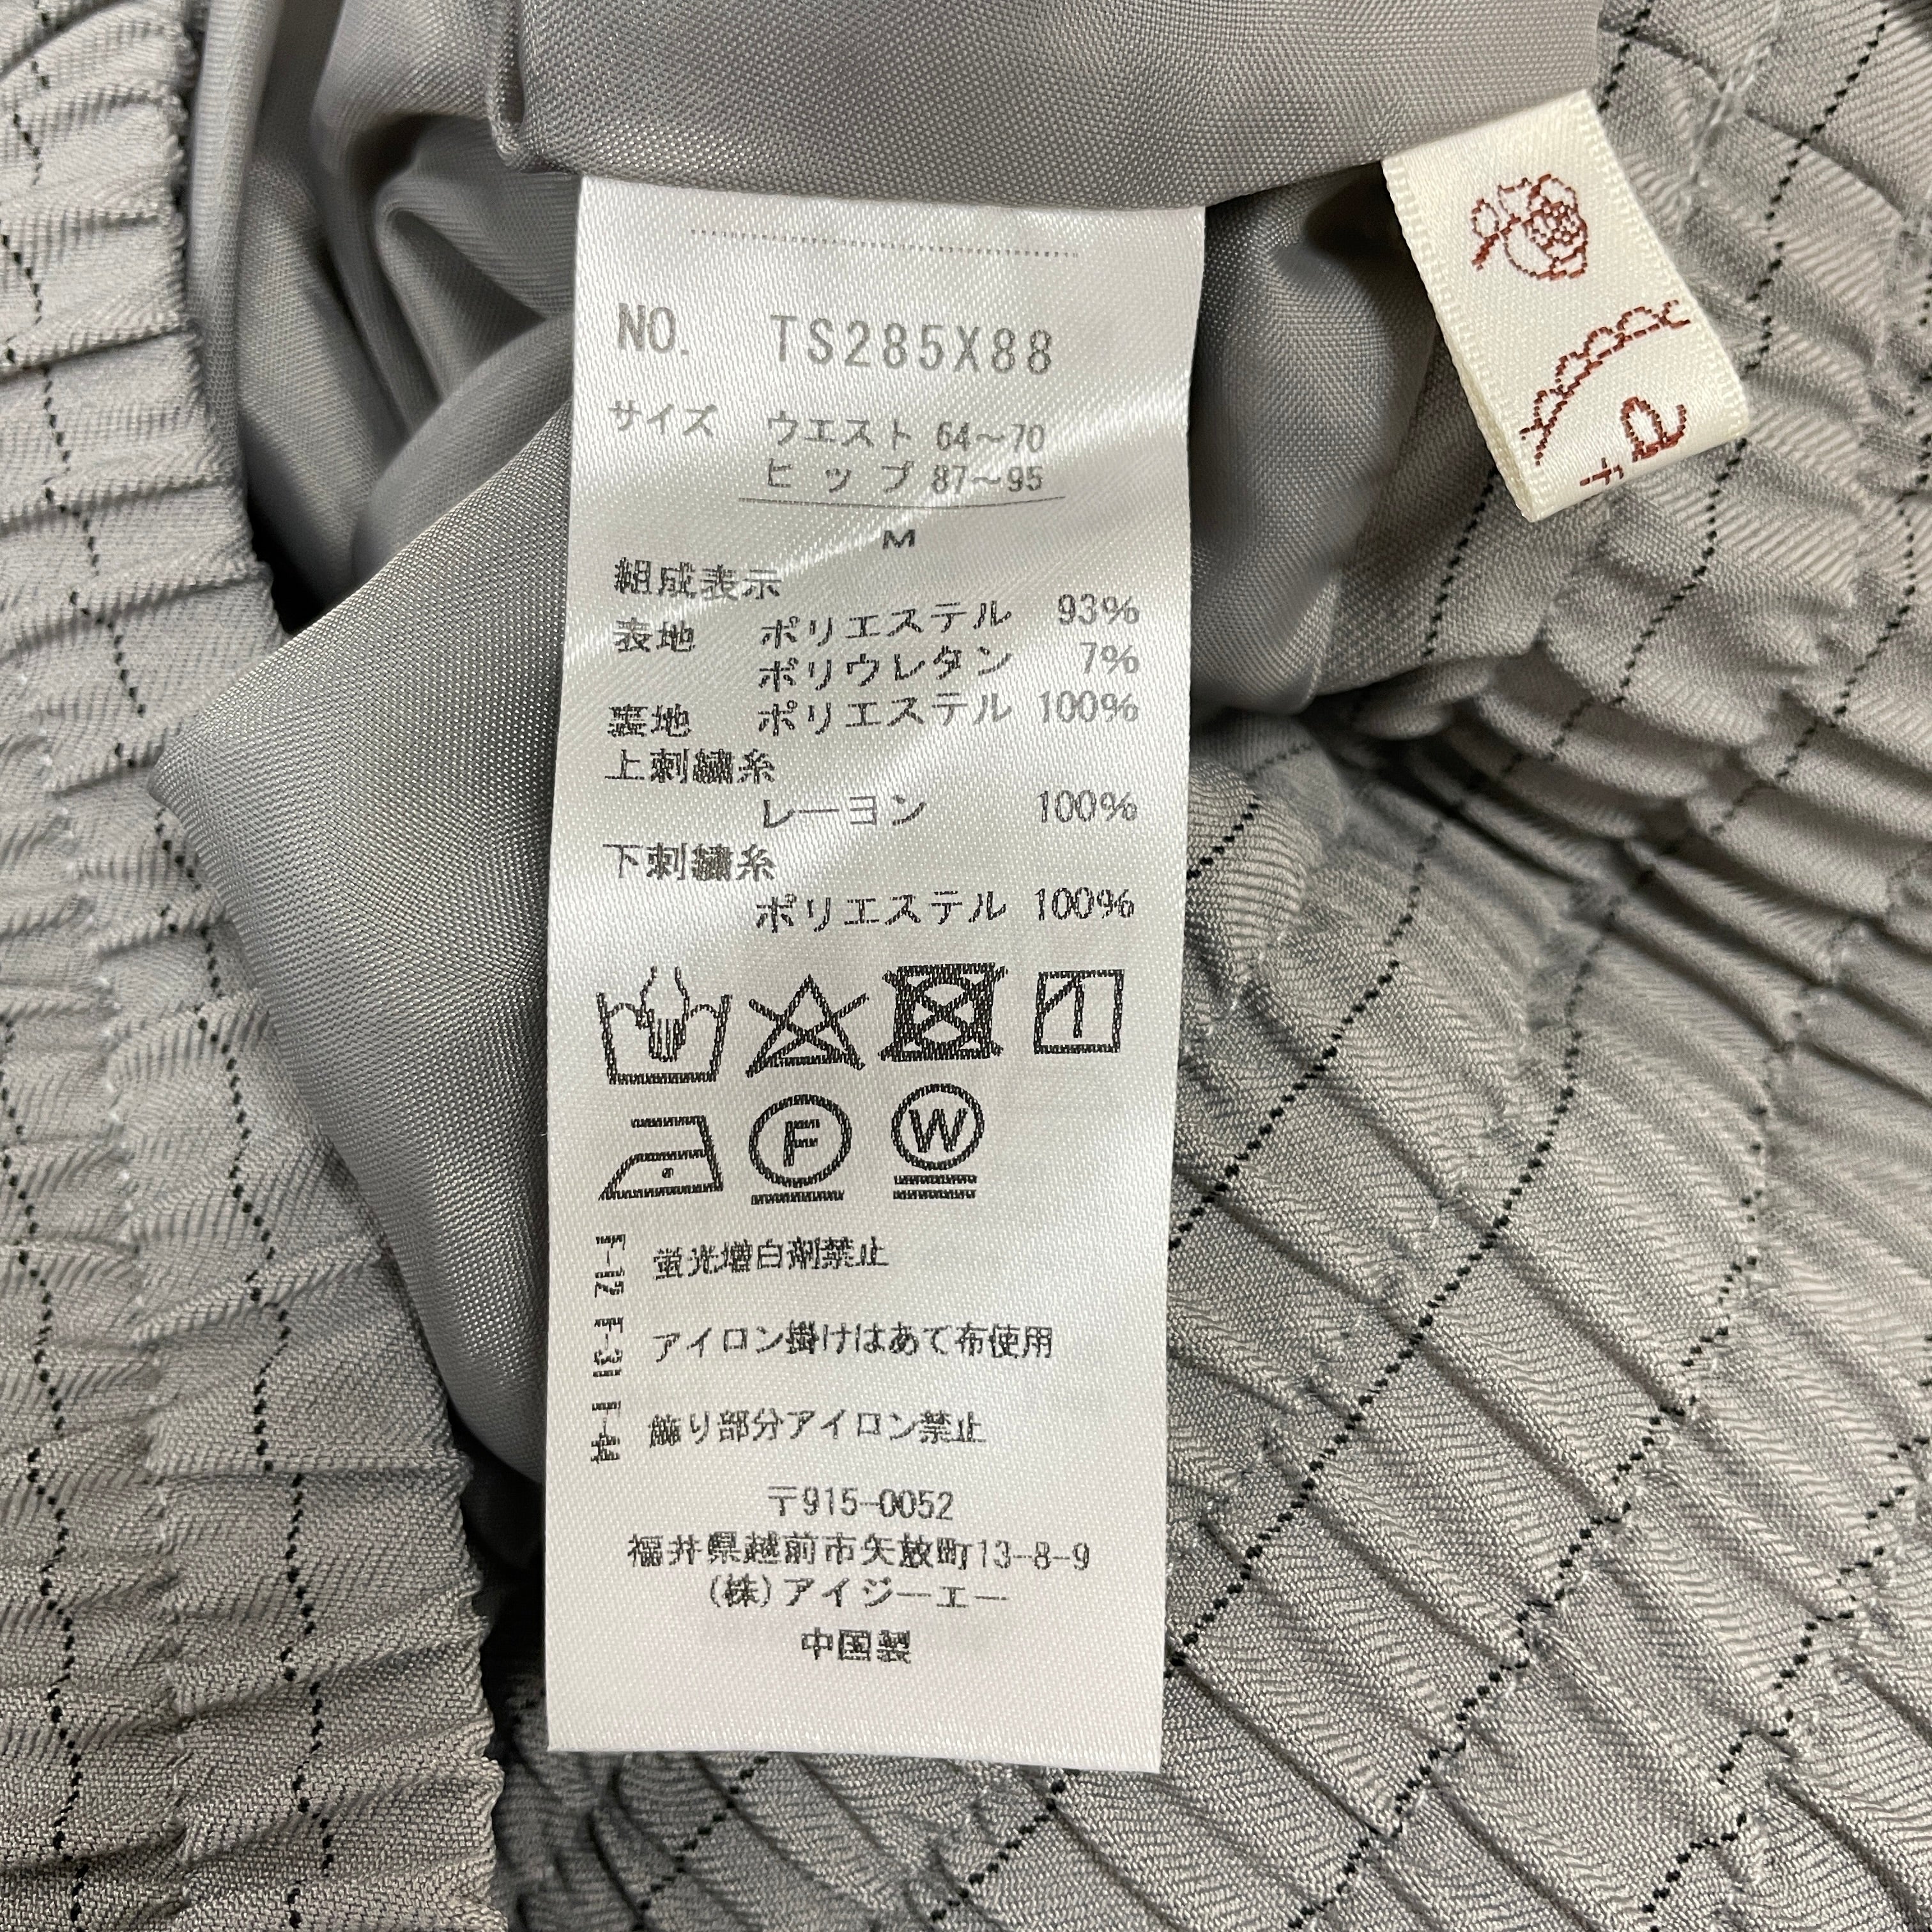 NO. TS285X88
サイズ ウエスト 64～70
ヒップ 87～95
M
組成表示
表地 ポリエステル 93%
ポリウレタン 7%
裏地 ポリエステル 100%
上刺繍糸
レーヨン 100%
下刺繍糸
ポリエステル 100%
F
W
F-12 蛍光増白剤禁止
F-31 アイロン掛けはあて布使用
F-44 飾り部分アイロン禁止
〒915-0052
福井県越前市矢放町13-8-9
(株)アイジーエー
中国製